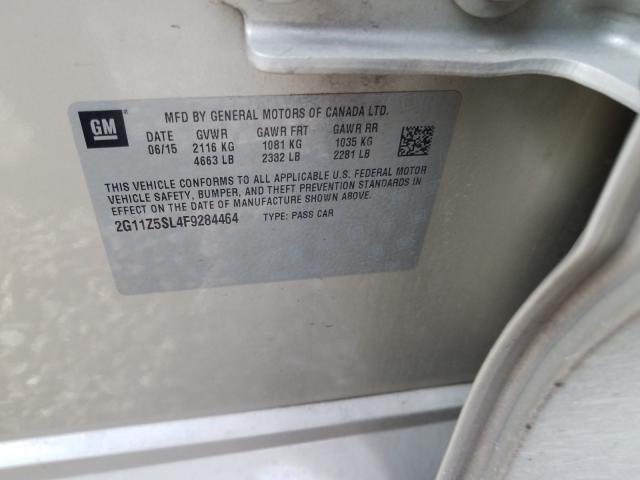 GM
MFD BY GENERAL MOTORS OF CANADA LTD.
DATE GVWR GAWR FRT GAWR RR
06/15 2116 KG 1081 KG 1035 KG
4663 LB 2382 LB 2281 LB
THIS VEHICLE CONFORMS TO ALL APPLICABLE U.S. FEDERAL MOTOR
VEHICLE SAFETY, BUMPER, AND THEFT PREVENTION STANDARDS IN
EFFECT ON THE DATE OF MANUFACTURE SHOWN ABOVE.
2G11Z5SL4F9284464 TYPE: PASS CAR